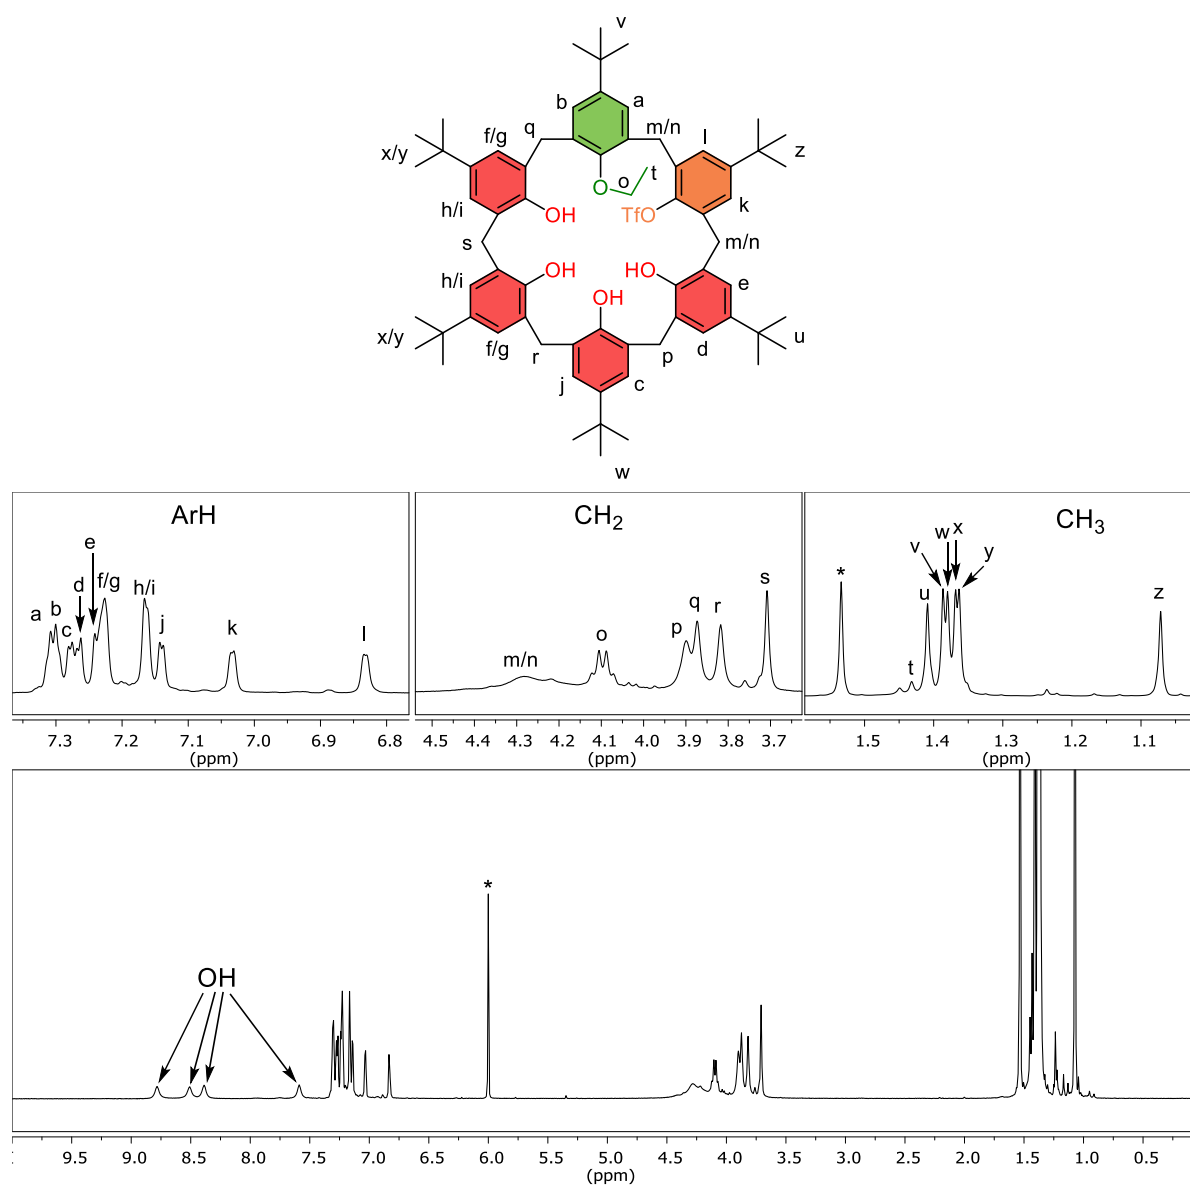 v
b a
q m/n
f/g l
x/y z
t
o
O
h/i k
OH TfO
s m/n
OH HO
h/i e
OH
x/y u
f/g d
r p
j c
w
ArH CH2 CH3
e w x
v y
d f/g h/i * s
a b q u z
c j r
k p
l o
m/n t
7.3 7.2 7.1 7.0 6.9 6.8 4.5 4.4 4.3 4.2 4.1 4.0 3.9 3.8 3.7 1.5 1.4 1.3 1.2 1.1
(ppm) (ppm) (ppm)
*
OH
9.5 9.0 8.5 8.0 7.5 7.0 6.5 6.0 5.5 5.0 4.5 4.0 3.5 3.0 2.5 2.0 1.5 1.0 0.5
(ppm)